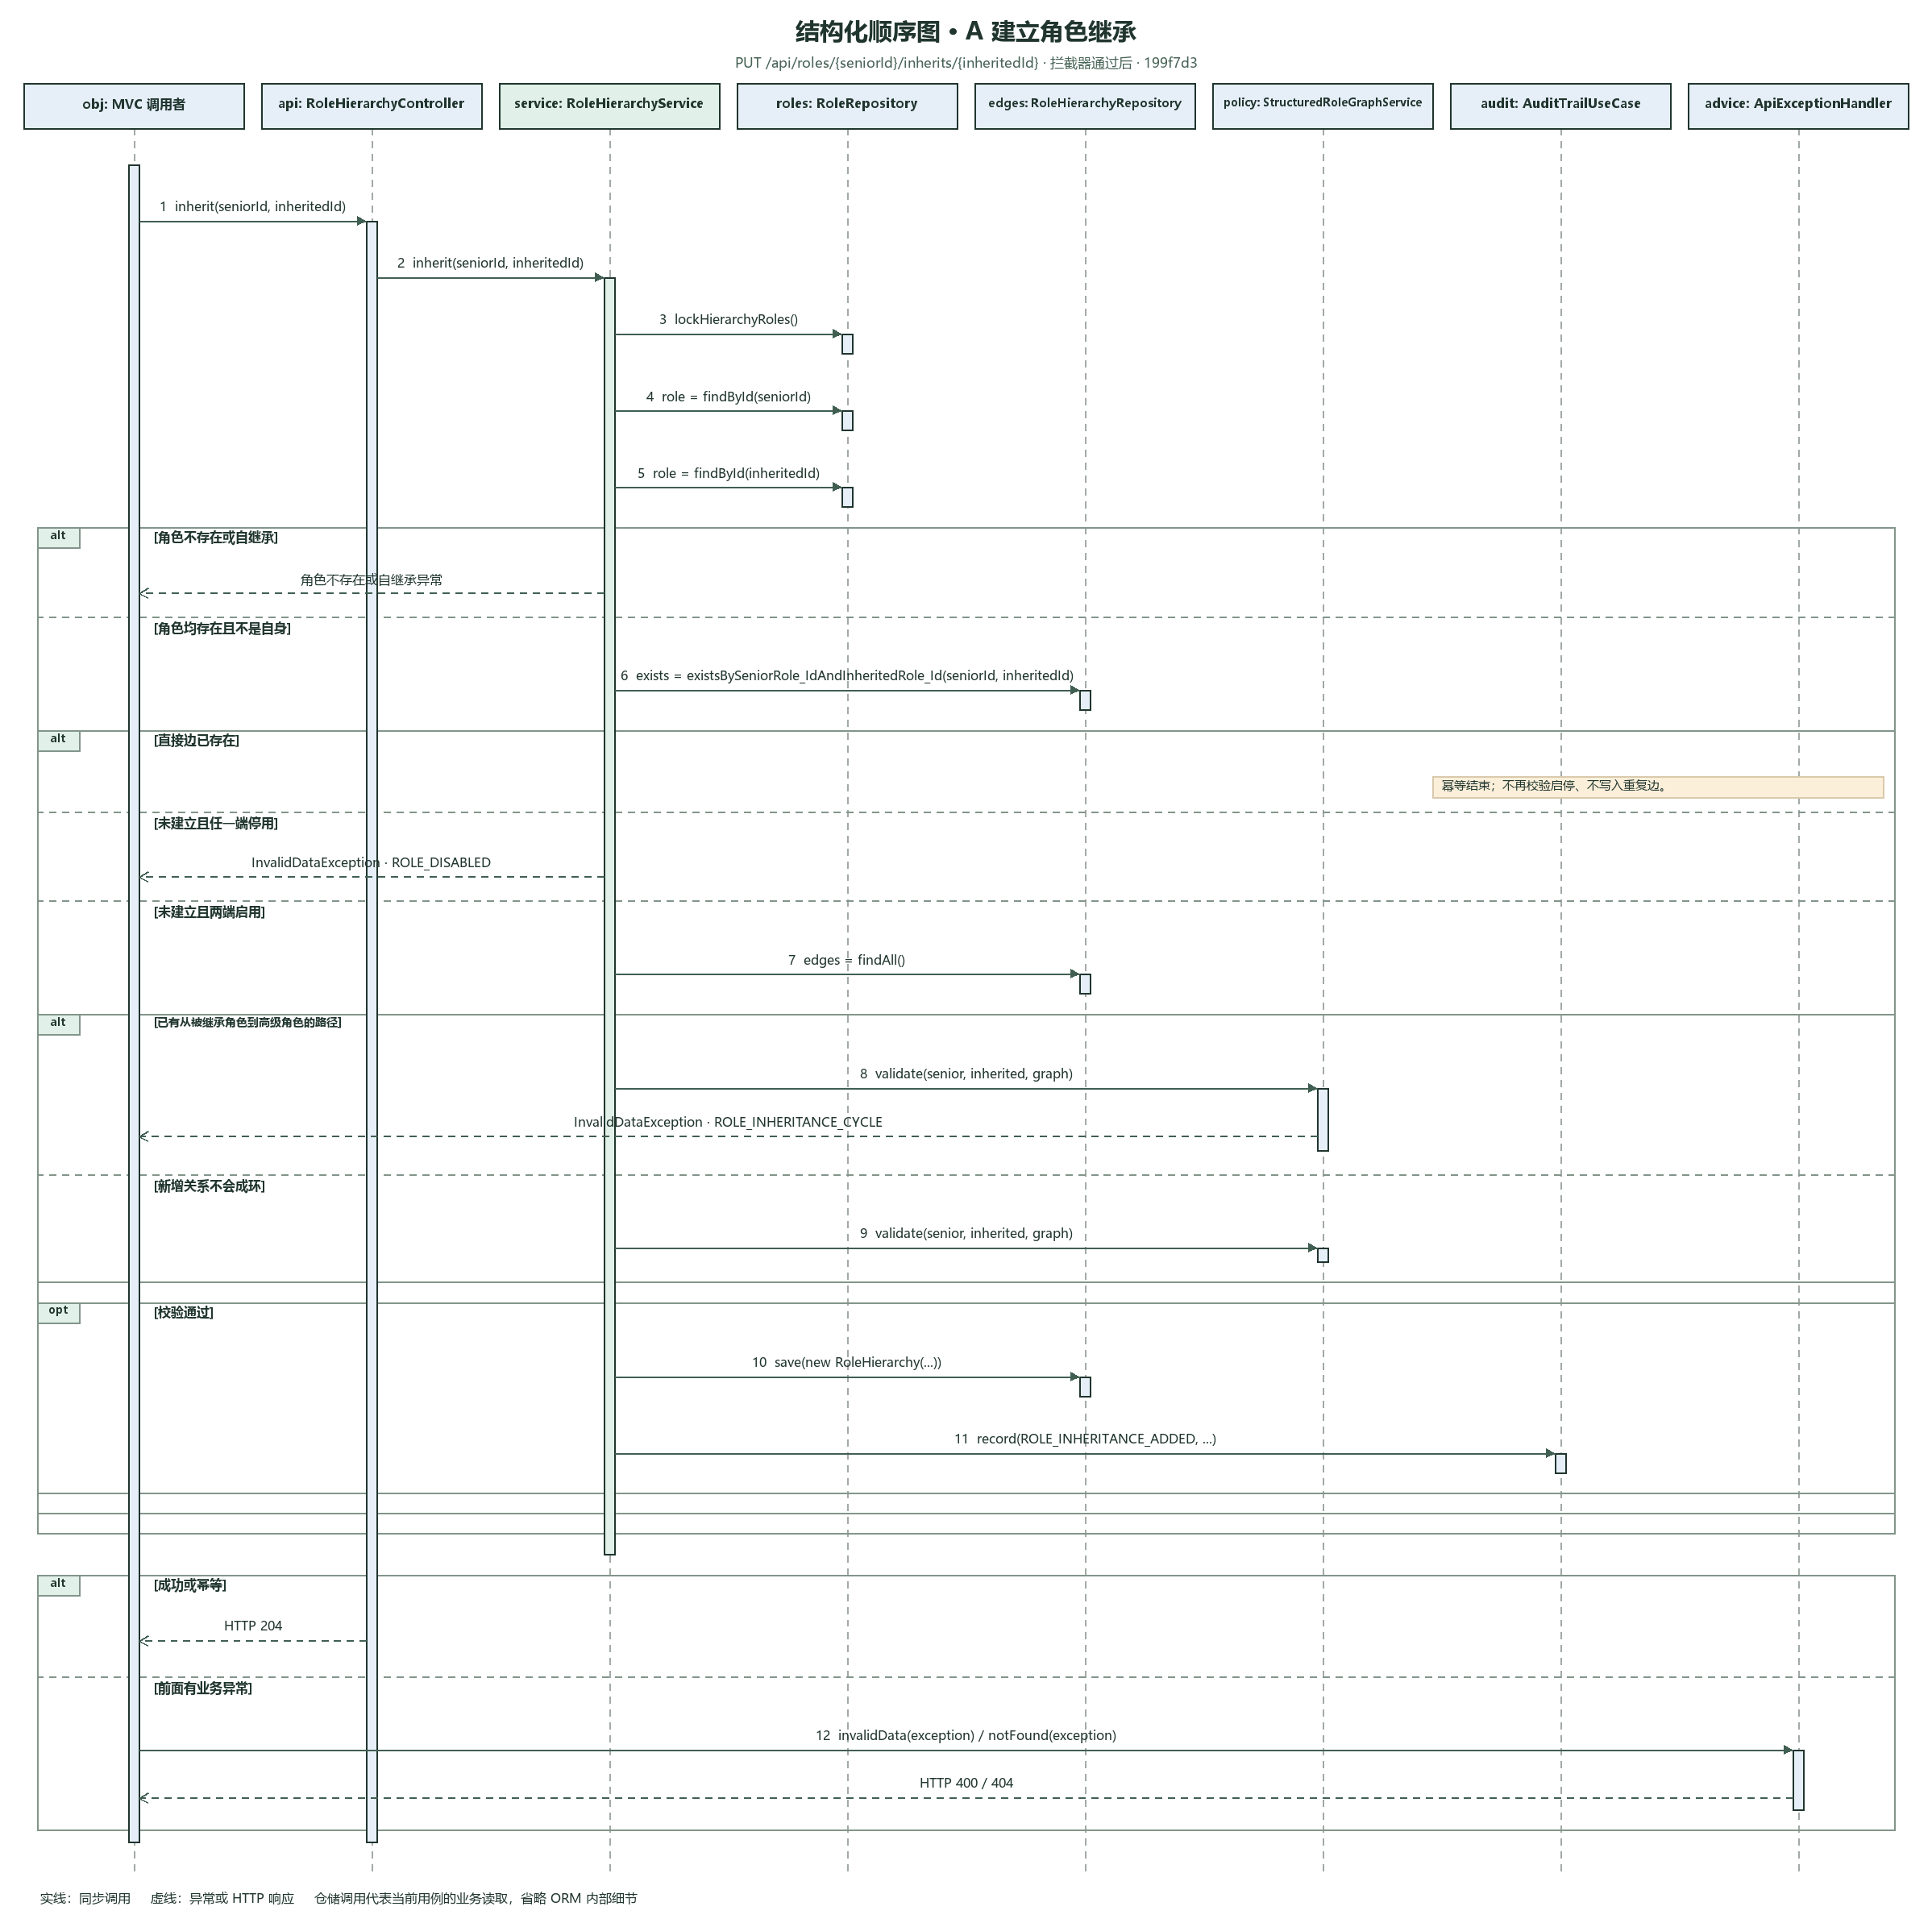 结构化顺序图 • A 建立角色继承
PUT /api/roles/{seniorId}/inherits/{inheritedId} · 拦截器通过后 · 199f7d3
obj: MVC 调用者
api: RoleHierarchyController
service: RoleHierarchyService
roles: RoleRepository
edges: RoleHierarchyRepository
policy: StructuredRoleGraphService
audit: AuditTrailUseCase
advice: ApiExceptionHandler
1 inherit(seniorId, inheritedId)
2 inherit(seniorId, inheritedId)
3 lockHierarchyRoles()
4 role = findById(seniorId)
5 role = findById(inheritedId)
alt [角色不存在或自继承]
角色不存在或自继承异常
[角色均存在且不是自身]
6 exists = existsBySeniorRole_IdAndInheritedRole_Id(seniorId, inheritedId)
alt [直接边已存在]
幂等结束；不再校验启停、不写入重复边。
[未建立且任一端停用]
InvalidDataException · ROLE_DISABLED
[未建立且两端启用]
7 edges = findAll()
alt [已有从被继承角色到高级角色的路径]
8 validate(senior, inherited, graph)
InvalidDataException · ROLE_INHERITANCE_CYCLE
[新增关系不会成环]
9 validate(senior, inherited, graph)
opt [校验通过]
10 save(new RoleHierarchy(...))
11 record(ROLE_INHERITANCE_ADDED, ...)
alt [成功或幂等]
HTTP 204
[前面有业务异常]
12 invalidData(exception) / notFound(exception)
HTTP 400 / 404
实线：同步调用 虚线：异常或 HTTP 响应 仓储调用代表当前用例的业务读取，省略 ORM 内部细节